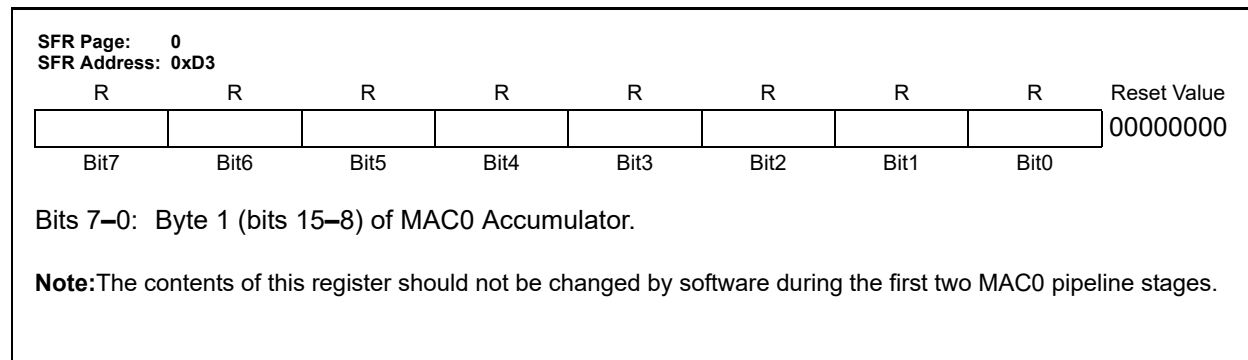 SFR Page: 0
SFR Address: 0xD3
R R R R R R R R Reset Value
00000000
Bit7 Bit6 Bit5 Bit4 Bit3 Bit2 Bit1 Bit0
Bits 7–0: Byte 1 (bits 15–8) of MAC0 Accumulator.
Note:The contents of this register should not be changed by software during the first two MAC0 pipeline stages.